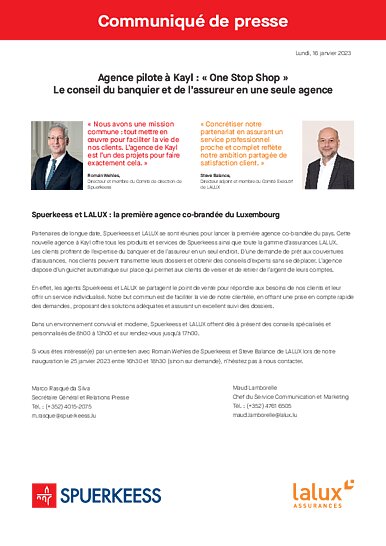 Communiqué de presse
Lundi, 16 janvier 2023
Agence pilote à Kayl : « One Stop Shop »
Le conseil du banquier et de l'assureur en une seule agence
« Nous avons une mission
commune : tout mettre en
œuvre pour faciliter la vie de
nos clients. L'agence de Kayl
est l'un des projets pour faire
exactement cela. »
Romain Wehles,
Directeur et membre du Comité de direction de
Spuerkeess
« Concrétiser notre
partenariat en assurant un
service professionnel
proche et complet reflète
notre ambition partagée de
satisfaction client. »
Steve Balance,
Directeur adjoint et membre du Comité Exécutif
de LALUX
Spuerkeess et LALUX : la première agence co-brandée du Luxembourg
Partenaires de longue date, Spuerkeess et LALUX se sont réunies pour lancer la première agence co-brandée du pays. Cette
nouvelle agence à Kayl offre tous les produits et services de Spuerkeess ainsi que toute la gamme d'assurances LALUX.
Les clients profitent de l'expertise du banquier et de l'assureur en un seul endroit. D'une demande de prêt aux couvertures
d'assurances, nos clients peuvent transmettre leurs dossiers et obtenir des conseils d'experts sans se déplacer. L'agence
dispose d'un guichet automatique sur place qui permet aux clients de verser et de retirer de l'argent de leurs comptes.
En effet, les agents Spuerkeess et LALUX se partagent le point de vente pour répondre aux besoins de nos clients et leur
offrir un service individualisé. Notre but commun est de faciliter la vie de notre clientèle, en offrant une prise en compte rapide
des demandes, proposant des solutions adéquates et assurant un excellent suivi des dossiers.
Dans un environnement convivial et moderne, Spuerkeess et LALUX offrent dès à présent des conseils spécialisés et
personnalisés de 8h00 à 13h00 et sur rendez-vous jusqu'à 17h00.
Si vous êtes intéressé(e) par un entretien avec Romain Wehles de Spuerkeess et Steve Balance de LALUX lors de notre
inauguration le 25 janvier 2023 entre 16h30 et 18h30 (sinon sur demande), n'hésitez pas à nous contacter.
Marco Rasqué da Silva
Secrétaire Général et Relations Presse
Tél. : (+352) 4015-2075
m.rasque@spuerkeess.lu
Maud Lamborelle
Chef du Service Communication et Marketing
Tél. : (+352) 4761 6505
maud.lamborelle@lalux.lu
SPUERKEESS
lalux
ASSURANCES